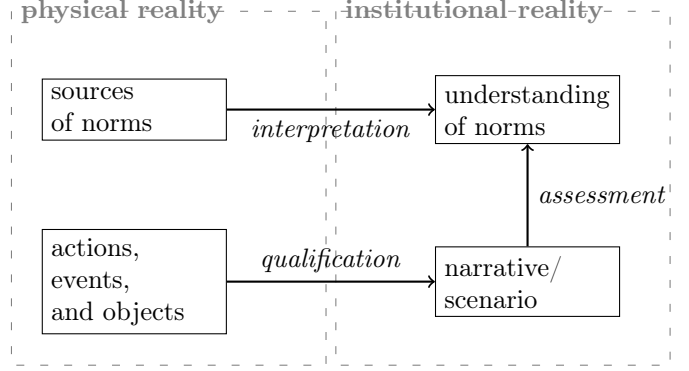 physical reality
institutional reality
sources
of norms
interpretation
understanding
of norms
assessment
actions,
events,
and objects
qualification
narrative/
scenario